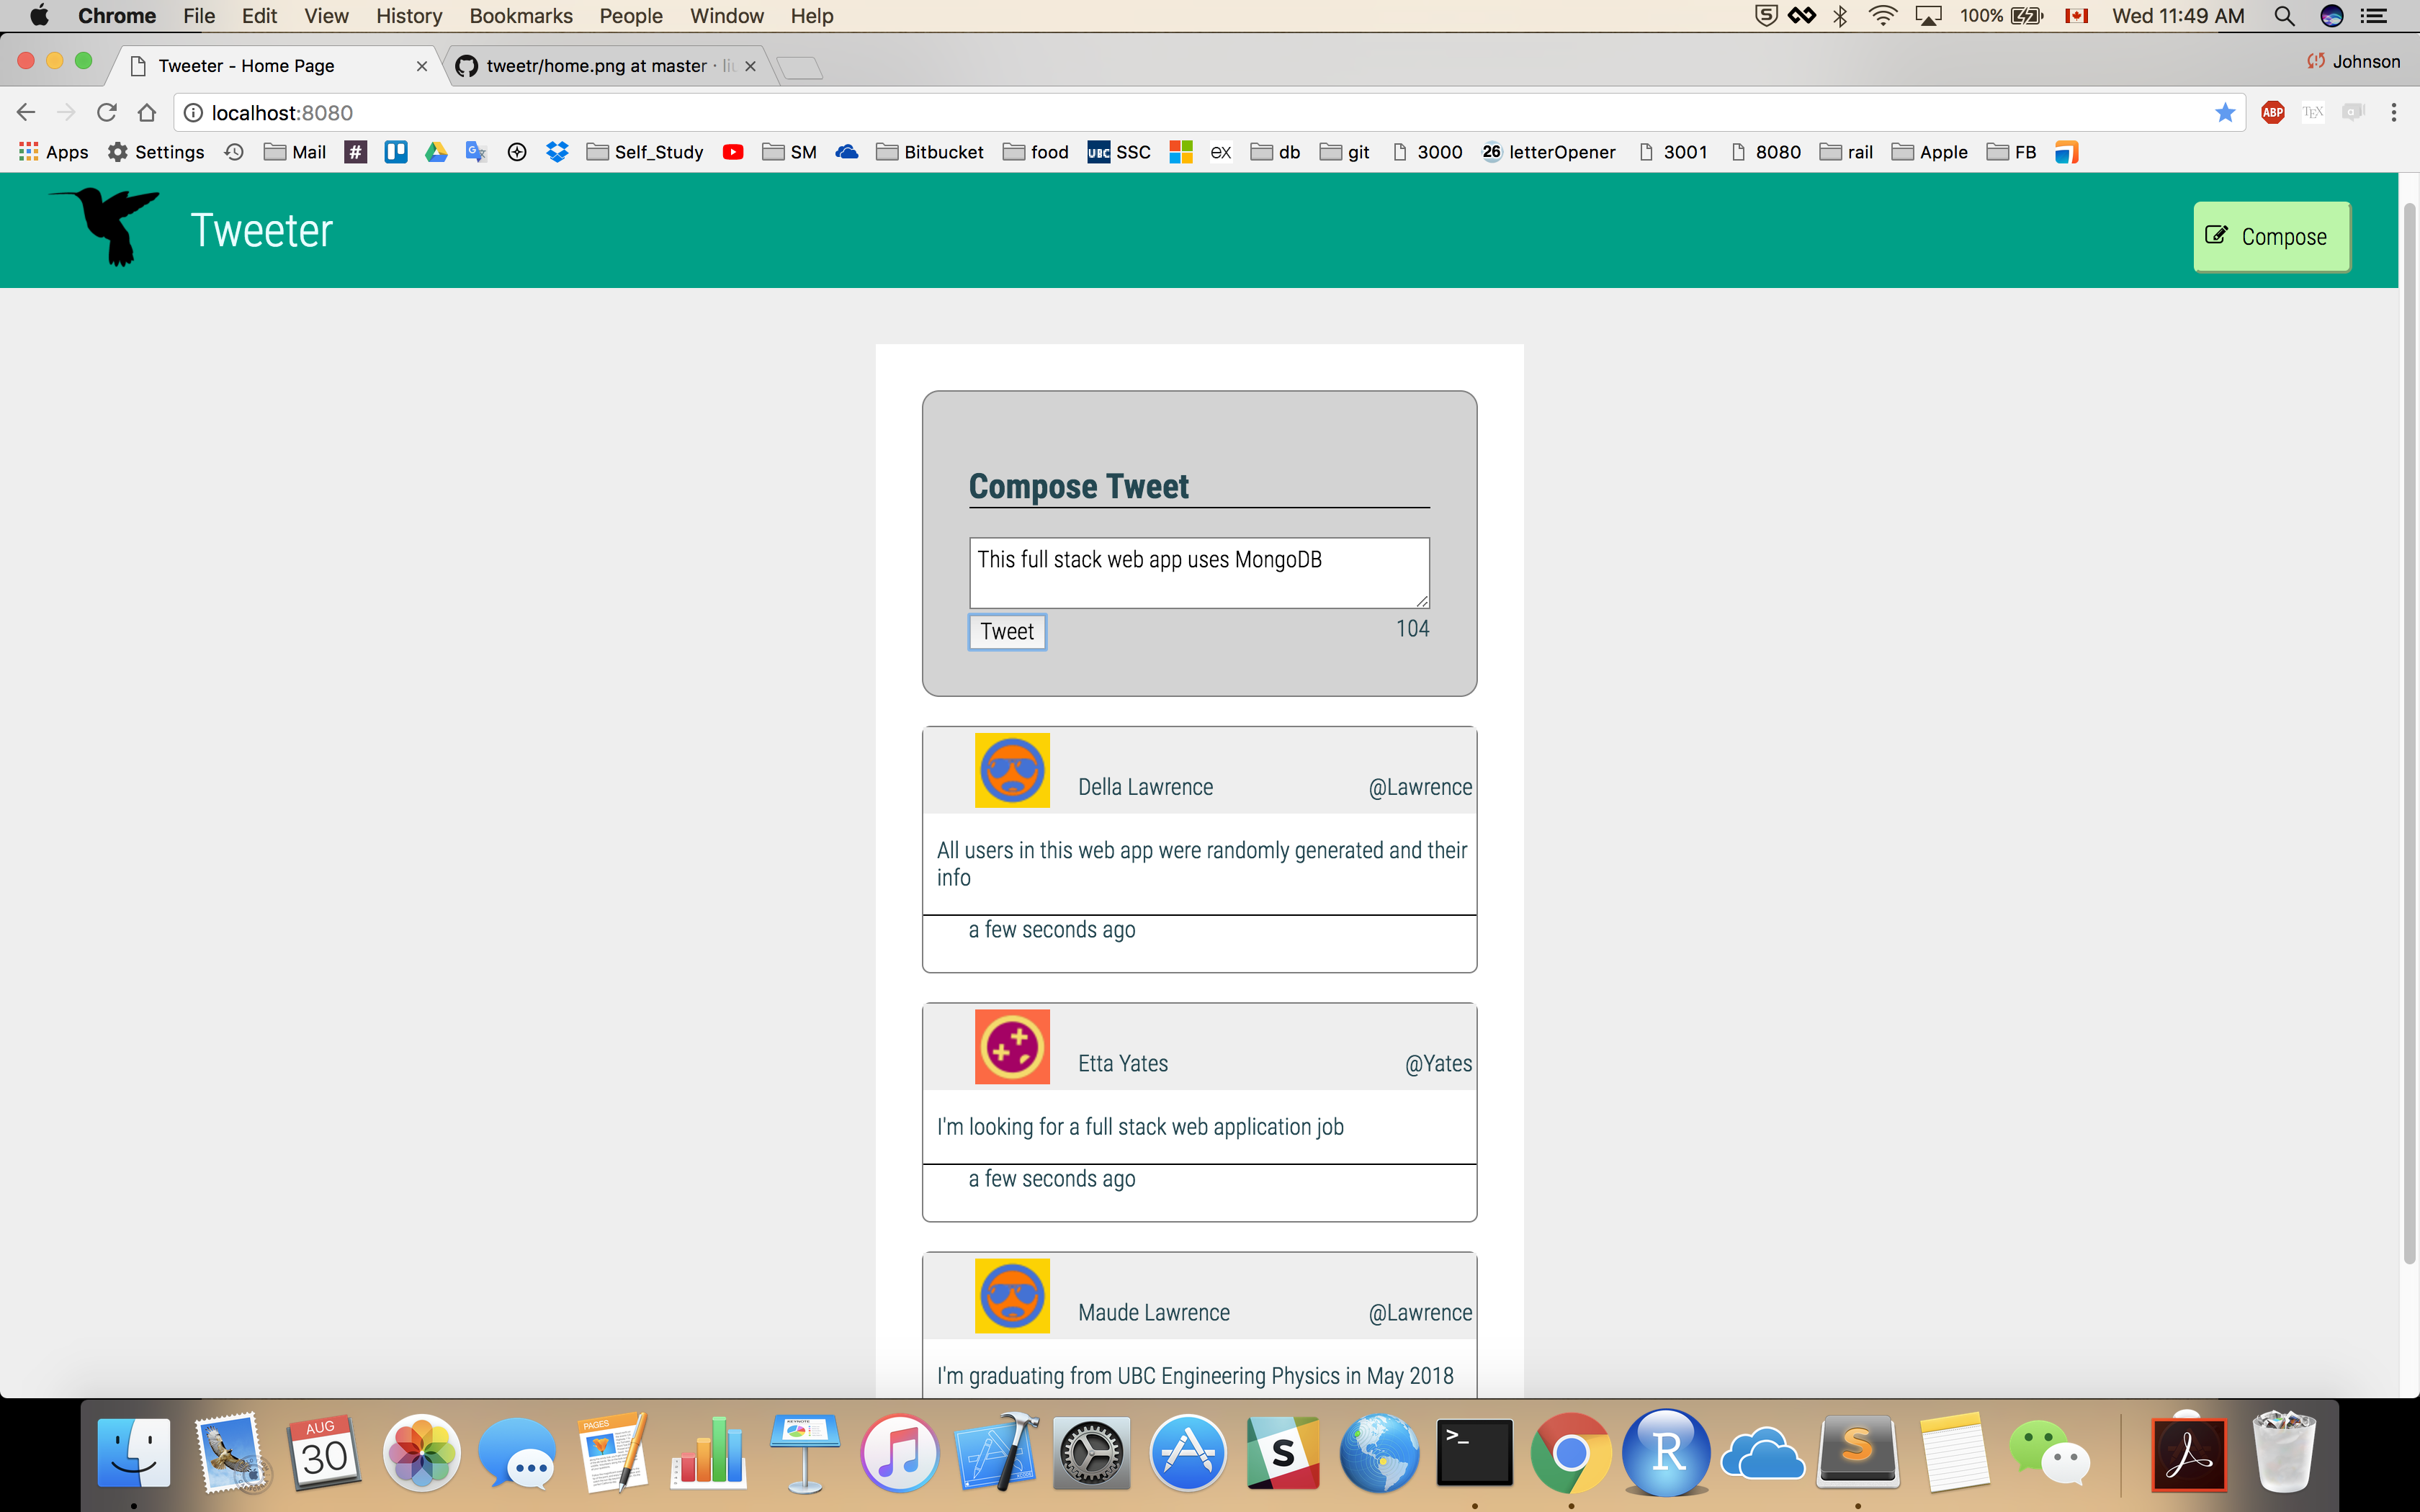 Chrome File Edit View History Bookmarks People Window Help 100% Wed 11:49 AM
Tweeter - Home Page tweetr/home.png at master · Johnson
localhost:8080 ABP TEX
Apps Settings Mail # Self_Study SM Bitbucket food UBC SSC ex db git 3000 26 letterOpener 3001 8080 rail Apple FB
Tweeter
Compose
Compose Tweet
This full stack web app uses MongoDB
Tweet 104
Della Lawrence @Lawrence
All users in this web app were randomly generated and their
info
a few seconds ago
Etta Yates @Yates
I'm looking for a full stack web application job
a few seconds ago
Maude Lawrence @Lawrence
I'm graduating from UBC Engineering Physics in May 2018
AUG
30
PAGES
KEYNOTE
S
>_
R
S